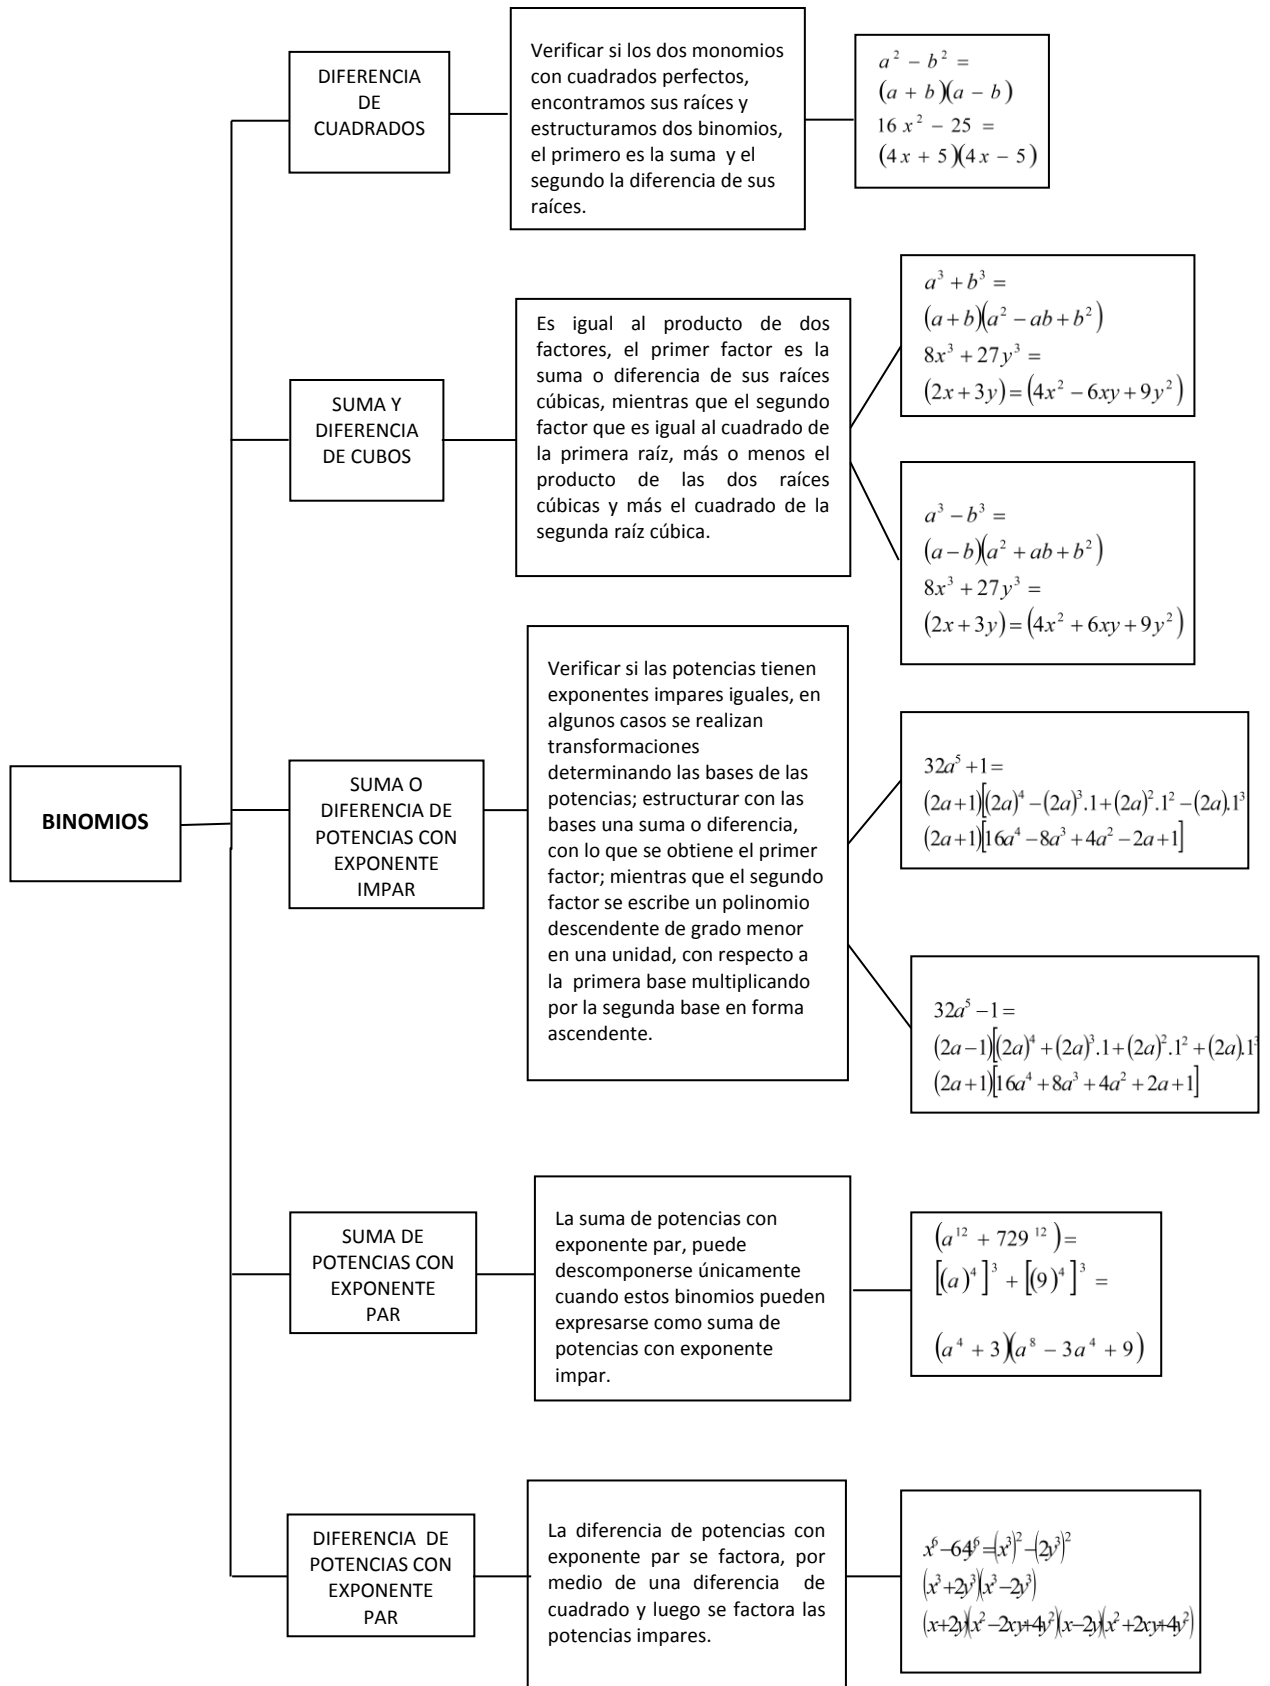 DIFERENCIA
DE
CUADRADOS
Verificar si los dos monomios
con cuadrados perfectos,
encontramos sus raíces y
estructuramos dos binomios,
el primero es la suma y el
segundo la diferencia de sus
raíces.
a² − b² =
(a + b)(a − b)
16x² − 25 =
(4x + 5)(4x − 5)
SUMA Y
DIFERENCIA
DE CUBOS
Es igual al producto de dos
factores, el primer factor es la
suma o diferencia de sus raíces
cúbicas, mientras que el segundo
factor que es igual al cuadrado de
la primera raíz, más o menos el
producto de las dos raíces
cúbicas y más el cuadrado de la
segunda raíz cúbica.
a³ + b³ =
(a + b)(a² − ab + b²)
8x³ + 27y³ =
(2x + 3y) = (4x² − 6xy + 9y²)
a³ − b³ =
(a − b)(a² + ab + b²)
8x³ + 27y³ =
(2x + 3y) = (4x² + 6xy + 9y²)
BINOMIOS
SUMA O
DIFERENCIA DE
POTENCIAS CON
EXPONENTE
IMPAR
Verificar si las potencias tienen
exponentes impares iguales, en
algunos casos se realizan
transformaciones
determinando las bases de las
potencias; estructurar con las
bases una suma o diferencia,
con lo que se obtiene el primer
factor; mientras que el segundo
factor se escribe un polinomio
descendente de grado menor
en una unidad, con respecto a
la primera base multiplicando
por la segunda base en forma
ascendente.
32a⁵ + 1 =
(2a + 1)[(2a)⁴ − (2a)³.1 + (2a)².1² − (2a).1³
(2a + 1)[16a⁴ − 8a³ + 4a² − 2a + 1]
32a⁵ − 1 =
(2a − 1)[(2a)⁴ + (2a)³.1 + (2a)².1² + (2a).1³
(2a + 1)[16a⁴ + 8a³ + 4a² + 2a + 1]
SUMA DE
POTENCIAS CON
EXPONENTE
PAR
La suma de potencias con
exponente par, puede
descomponerse únicamente
cuando estos binomios pueden
expresarse como suma de
potencias con exponente
impar.
(a¹² + 729¹²) =
[(a)⁴]³ + [(9)⁴]³ =
(a⁴ + 3)(a⁸ − 3a⁴ + 9)
DIFERENCIA DE
POTENCIAS CON
EXPONENTE
PAR
La diferencia de potencias con
exponente par se factora, por
medio de una diferencia de
cuadrado y luego se factora las
potencias impares.
x⁶ − 64⁶ = (x³)² − (2y³)²
(x³ + 2y³)(x³ − 2y³)
(x + 2y)(x² − 2xy + 4y²)(x − 2y)(x² + 2xy + 4y²)